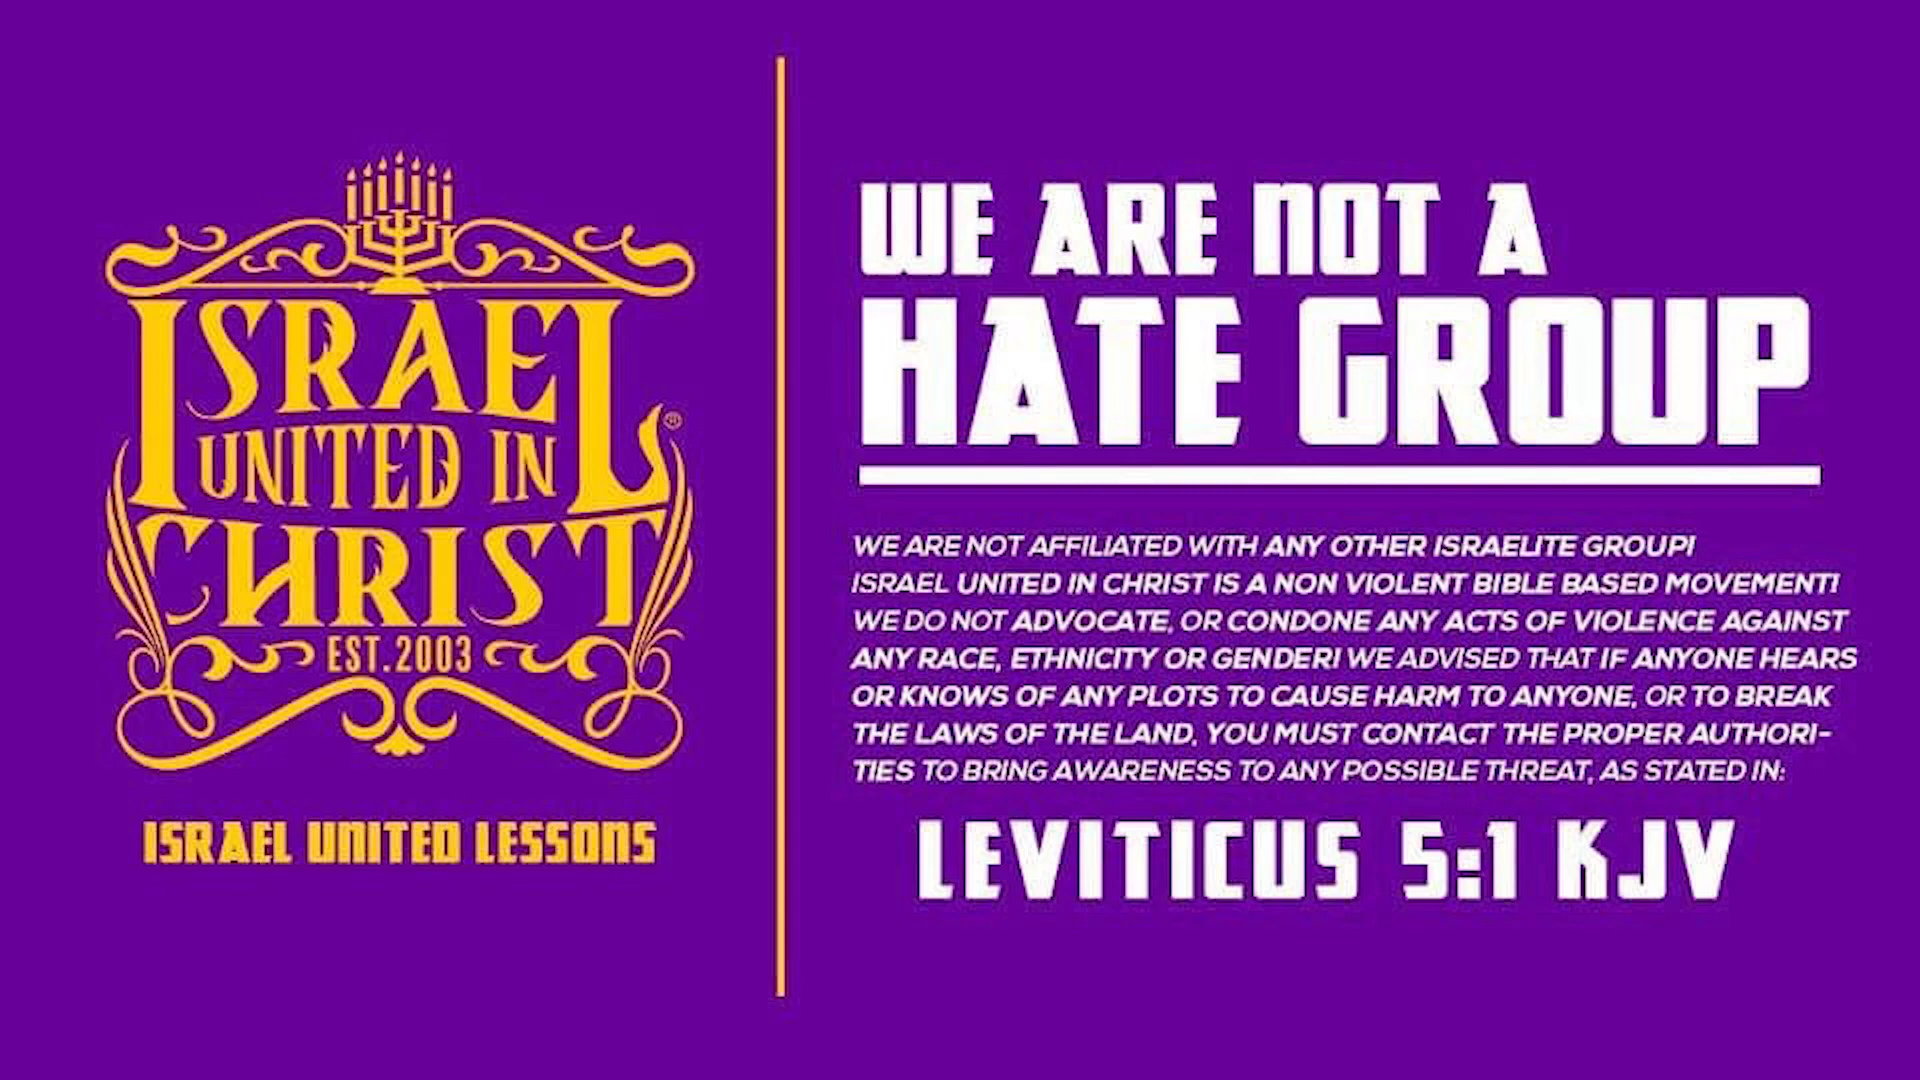 ISRAEL
UNITED IN
CHRIST
®
EST.2003
ISRAEL UNITED LESSONS
WE ARE NOT A
HATE GROUP
WE ARE NOT AFFILIATED WITH ANY OTHER ISRAELITE GROUP!
ISRAEL UNITED IN CHRIST IS A NON VIOLENT BIBLE BASED MOVEMENT!
WE DO NOT ADVOCATE, OR CONDONE ANY ACTS OF VIOLENCE AGAINST
ANY RACE, ETHNICITY OR GENDER! WE ADVISED THAT IF ANYONE HEARS
OR KNOWS OF ANY PLOTS TO CAUSE HARM TO ANYONE, OR TO BREAK
THE LAWS OF THE LAND, YOU MUST CONTACT THE PROPER AUTHORI-
TIES TO BRING AWARENESS TO ANY POSSIBLE THREAT, AS STATED IN:
LEVITICUS 5:1 KJV